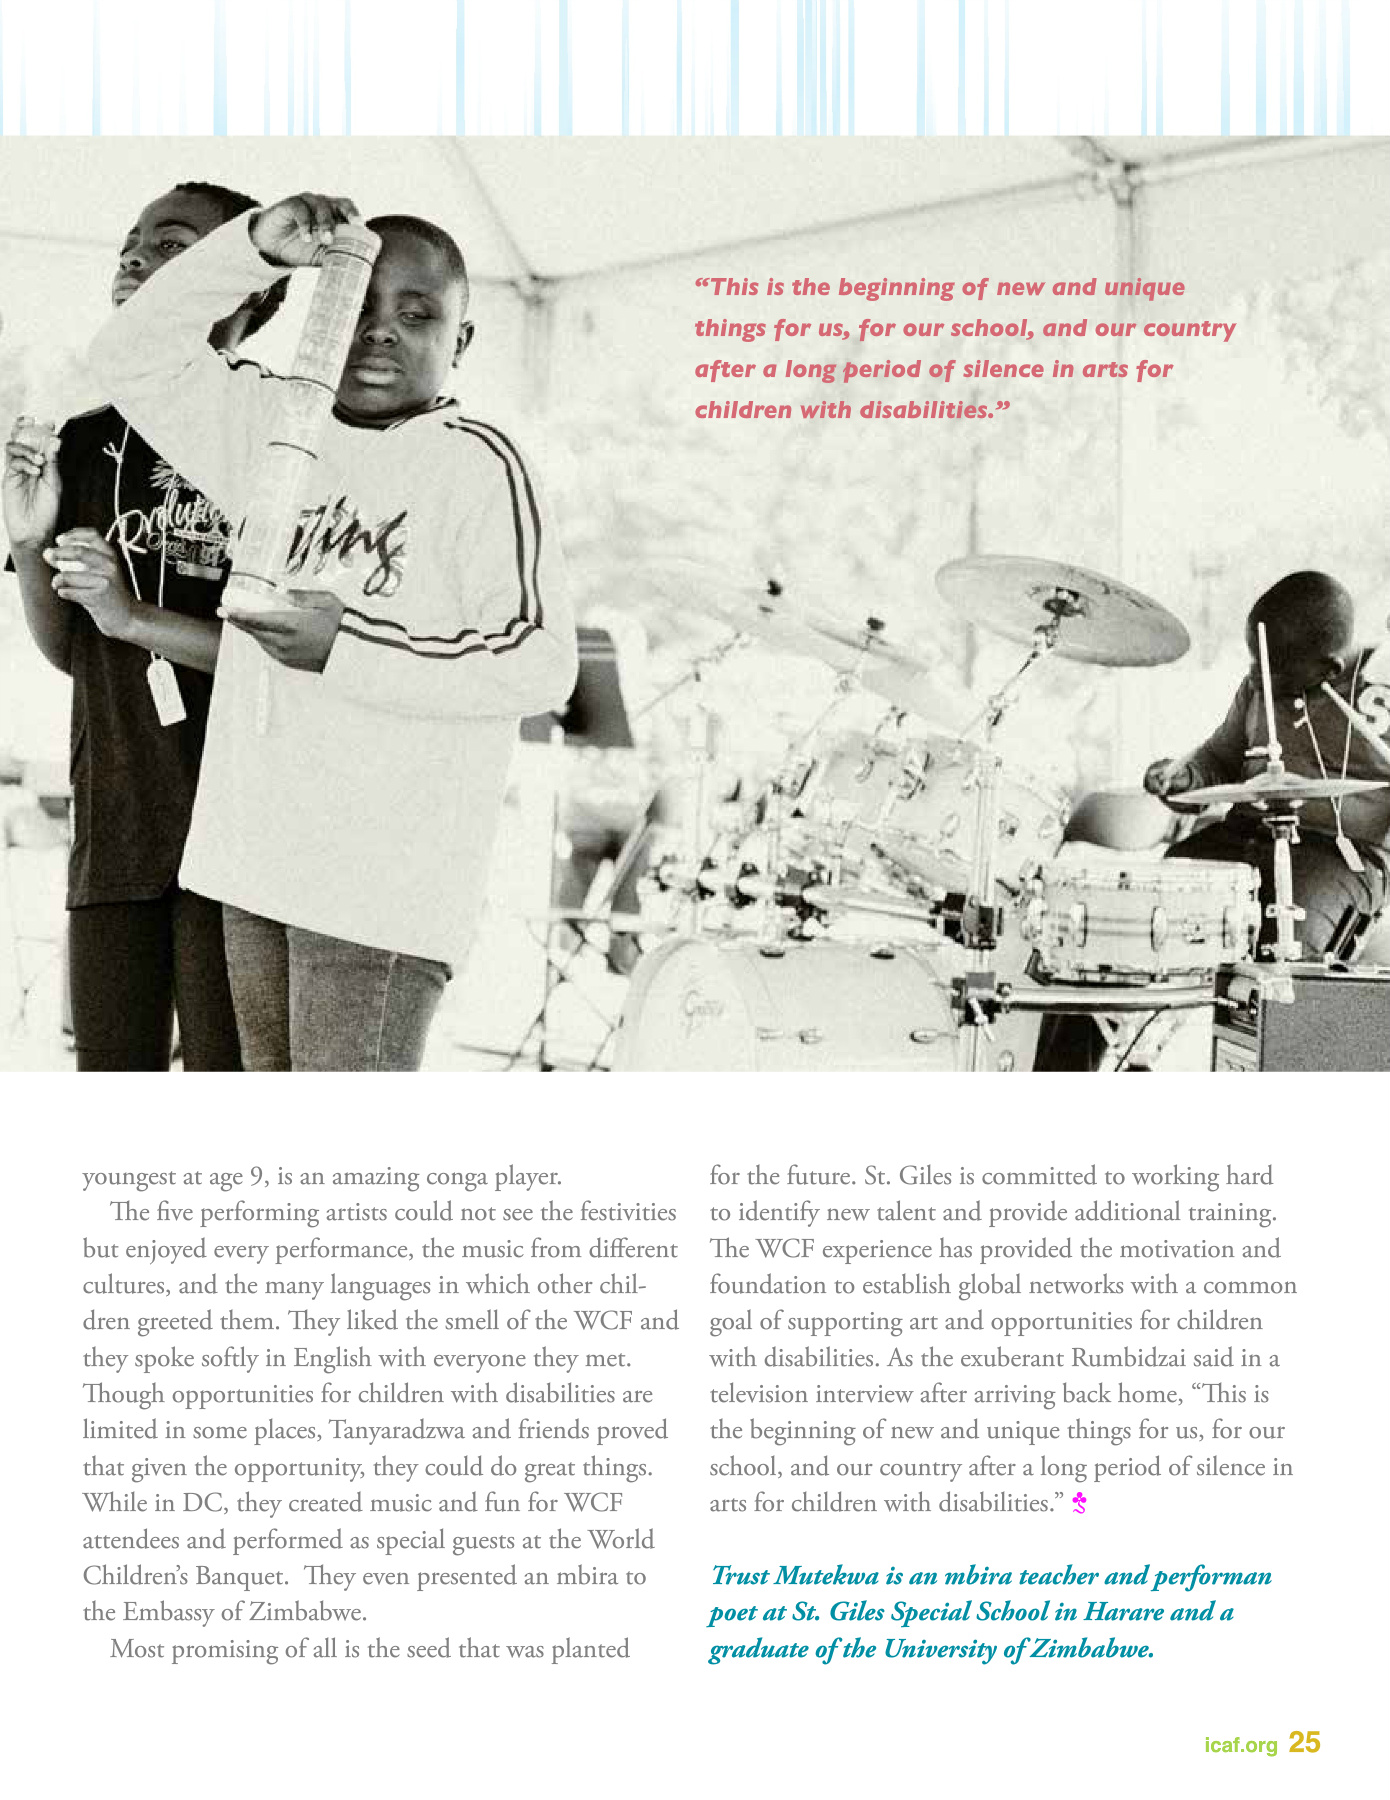 “This is the beginning of new and unique
things for us, for our school, and our country
after a long period of silence in arts for
children with disabilities.”
youngest at age 9, is an amazing conga player.
The five performing artists could not see the festivities
but enjoyed every performance, the music from different
cultures, and the many languages in which other chil-
dren greeted them. They liked the smell of the WCF and
they spoke softly in English with everyone they met.
Though opportunities for children with disabilities are
limited in some places, Tanyaradzwa and friends proved
that given the opportunity, they could do great things.
While in DC, they created music and fun for WCF
attendees and performed as special guests at the World
Children’s Banquet.  They even presented an mbira to
the Embassy of Zimbabwe.
Most promising of all is the seed that was planted
for the future. St. Giles is committed to working hard
to identify new talent and provide additional training.
The WCF experience has provided the motivation and
foundation to establish global networks with a common
goal of supporting art and opportunities for children
with disabilities. As the exuberant Rumbidzai said in a
television interview after arriving back home, “This is
the beginning of new and unique things for us, for our
school, and our country after a long period of silence in
arts for children with disabilities.”
Trust Mutekwa is an mbira teacher and performan
poet at St. Giles Special School in Harare and a
graduate of the University of Zimbabwe.
icaf.org 25